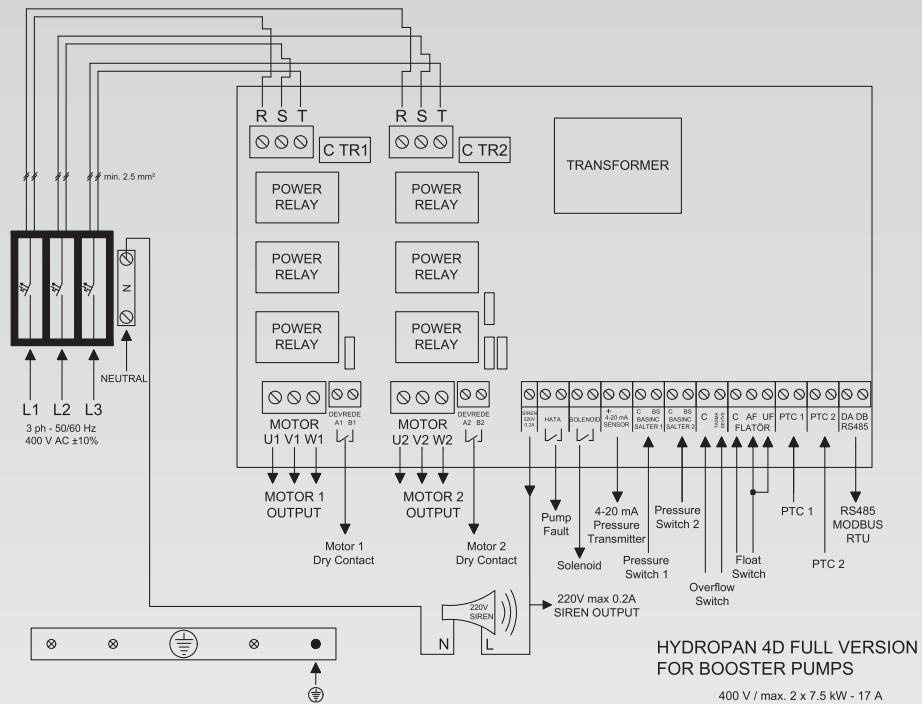 R S T
R S T
C TR1
C TR2
TRANSFORMER
POWER
RELAY
POWER
RELAY
POWER
RELAY
POWER
RELAY
POWER
RELAY
POWER
RELAY
min. 2.5 mm²
N
NEUTRAL
L1 L2 L3
3 ph - 50/60 Hz
400 V AC ±10%
MOTOR
U1 V1 W1
DEVREDE
A1 B1
MOTOR
U2 V2 W2
DEVREDE
A2 B2
SIREN
220V
0.2A
HATA
SOLENOID
+
4-20 mA
SENSOR
C BS
BASINC
SALTER 1
C BS
BASINC
SALTER 2
C
TASMA
SEVIYE
C AF UF
FLATÖR
PTC 1
PTC 2
DA DB
RS485
MOTOR 1
OUTPUT
Motor 1
Dry Contact
MOTOR 2
OUTPUT
Motor 2
Dry Contact
Pump
Fault
Solenoid
4-20 mA
Pressure
Transmitter
Pressure
Switch 1
Pressure
Switch 2
Overflow
Switch
Float
Switch
PTC 1
PTC 2
RS485
MODBUS
RTU
220V
SIREN
N
L
220V max 0.2A
SIREN OUTPUT
HYDROPAN 4D FULL VERSION
FOR BOOSTER PUMPS
400 V / max. 2 x 7.5 kW - 17 A